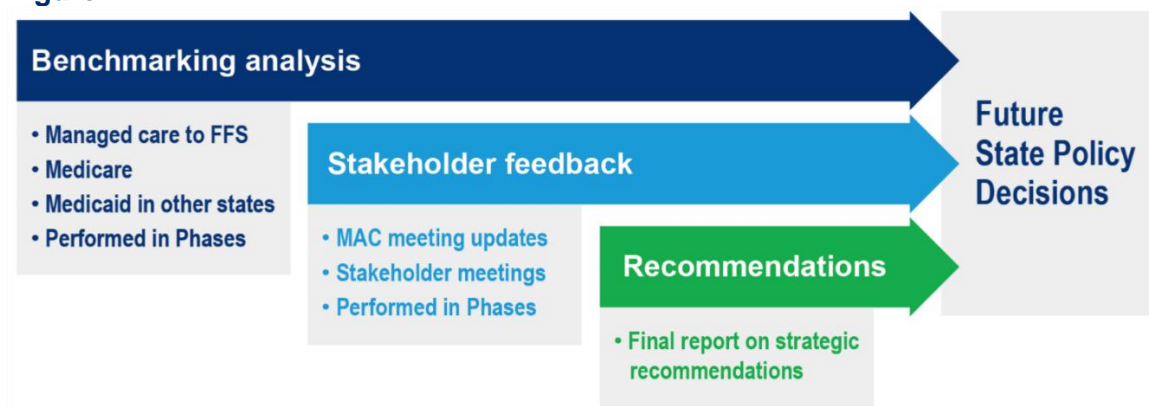 Benchmarking analysis
• Managed care to FFS
• Medicare
• Medicaid in other states
• Performed in Phases
Stakeholder feedback
• MAC meeting updates
• Stakeholder meetings
• Performed in Phases
Recommendations
• Final report on strategic
recommendations
Future
State Policy
Decisions